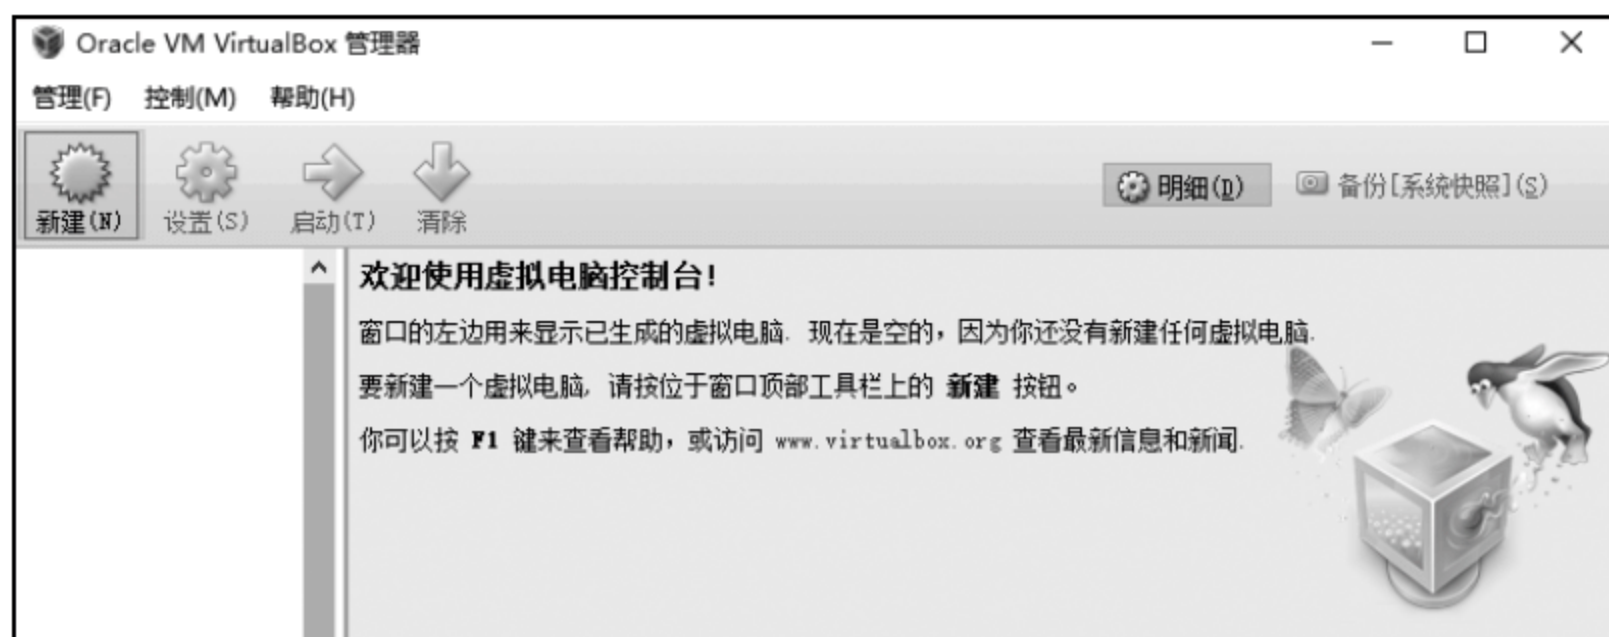 Oracle VM VirtualBox 管理器
管理(F) 控制(M) 帮助(H)
新建(N) 设置(S) 启动(T) 清除 明细(D) 备份[系统快照](S)
欢迎使用虚拟电脑控制台!
窗口的左边用来显示已生成的虚拟电脑. 现在是空的，因为你还没有新建任何虚拟电脑.
要新建一个虚拟电脑, 请按位于窗口顶部工具栏上的 新建 按钮。
你可以按 F1 键来查看帮助，或访问 www.virtualbox.org 查看最新信息和新闻.